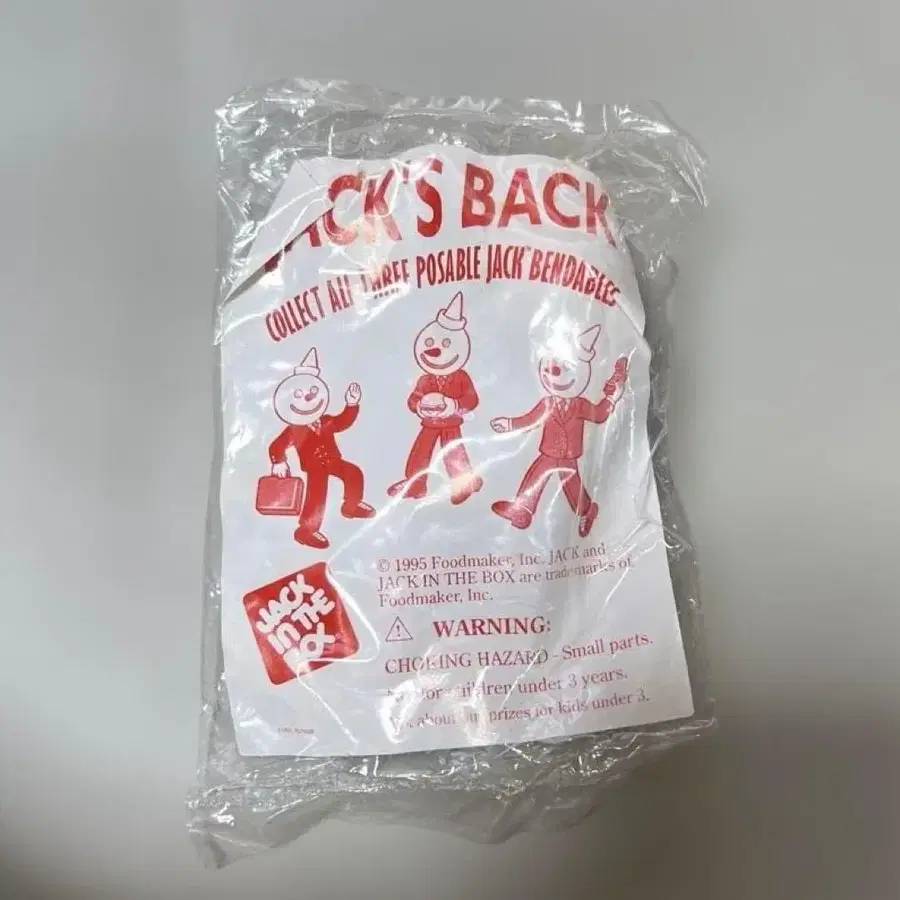 JACK'S BACK
COLLECT ALL THREE POSABLE JACK™ BENDABLES
© 1995 Foodmaker, Inc. JACK and
JACK IN THE BOX are trademarks of
Foodmaker, Inc.
JACK
IN THE
BOX
WARNING:
CHOKING HAZARD - Small parts.
Not for children under 3 years.
Ask about our prizes for kids under 3.